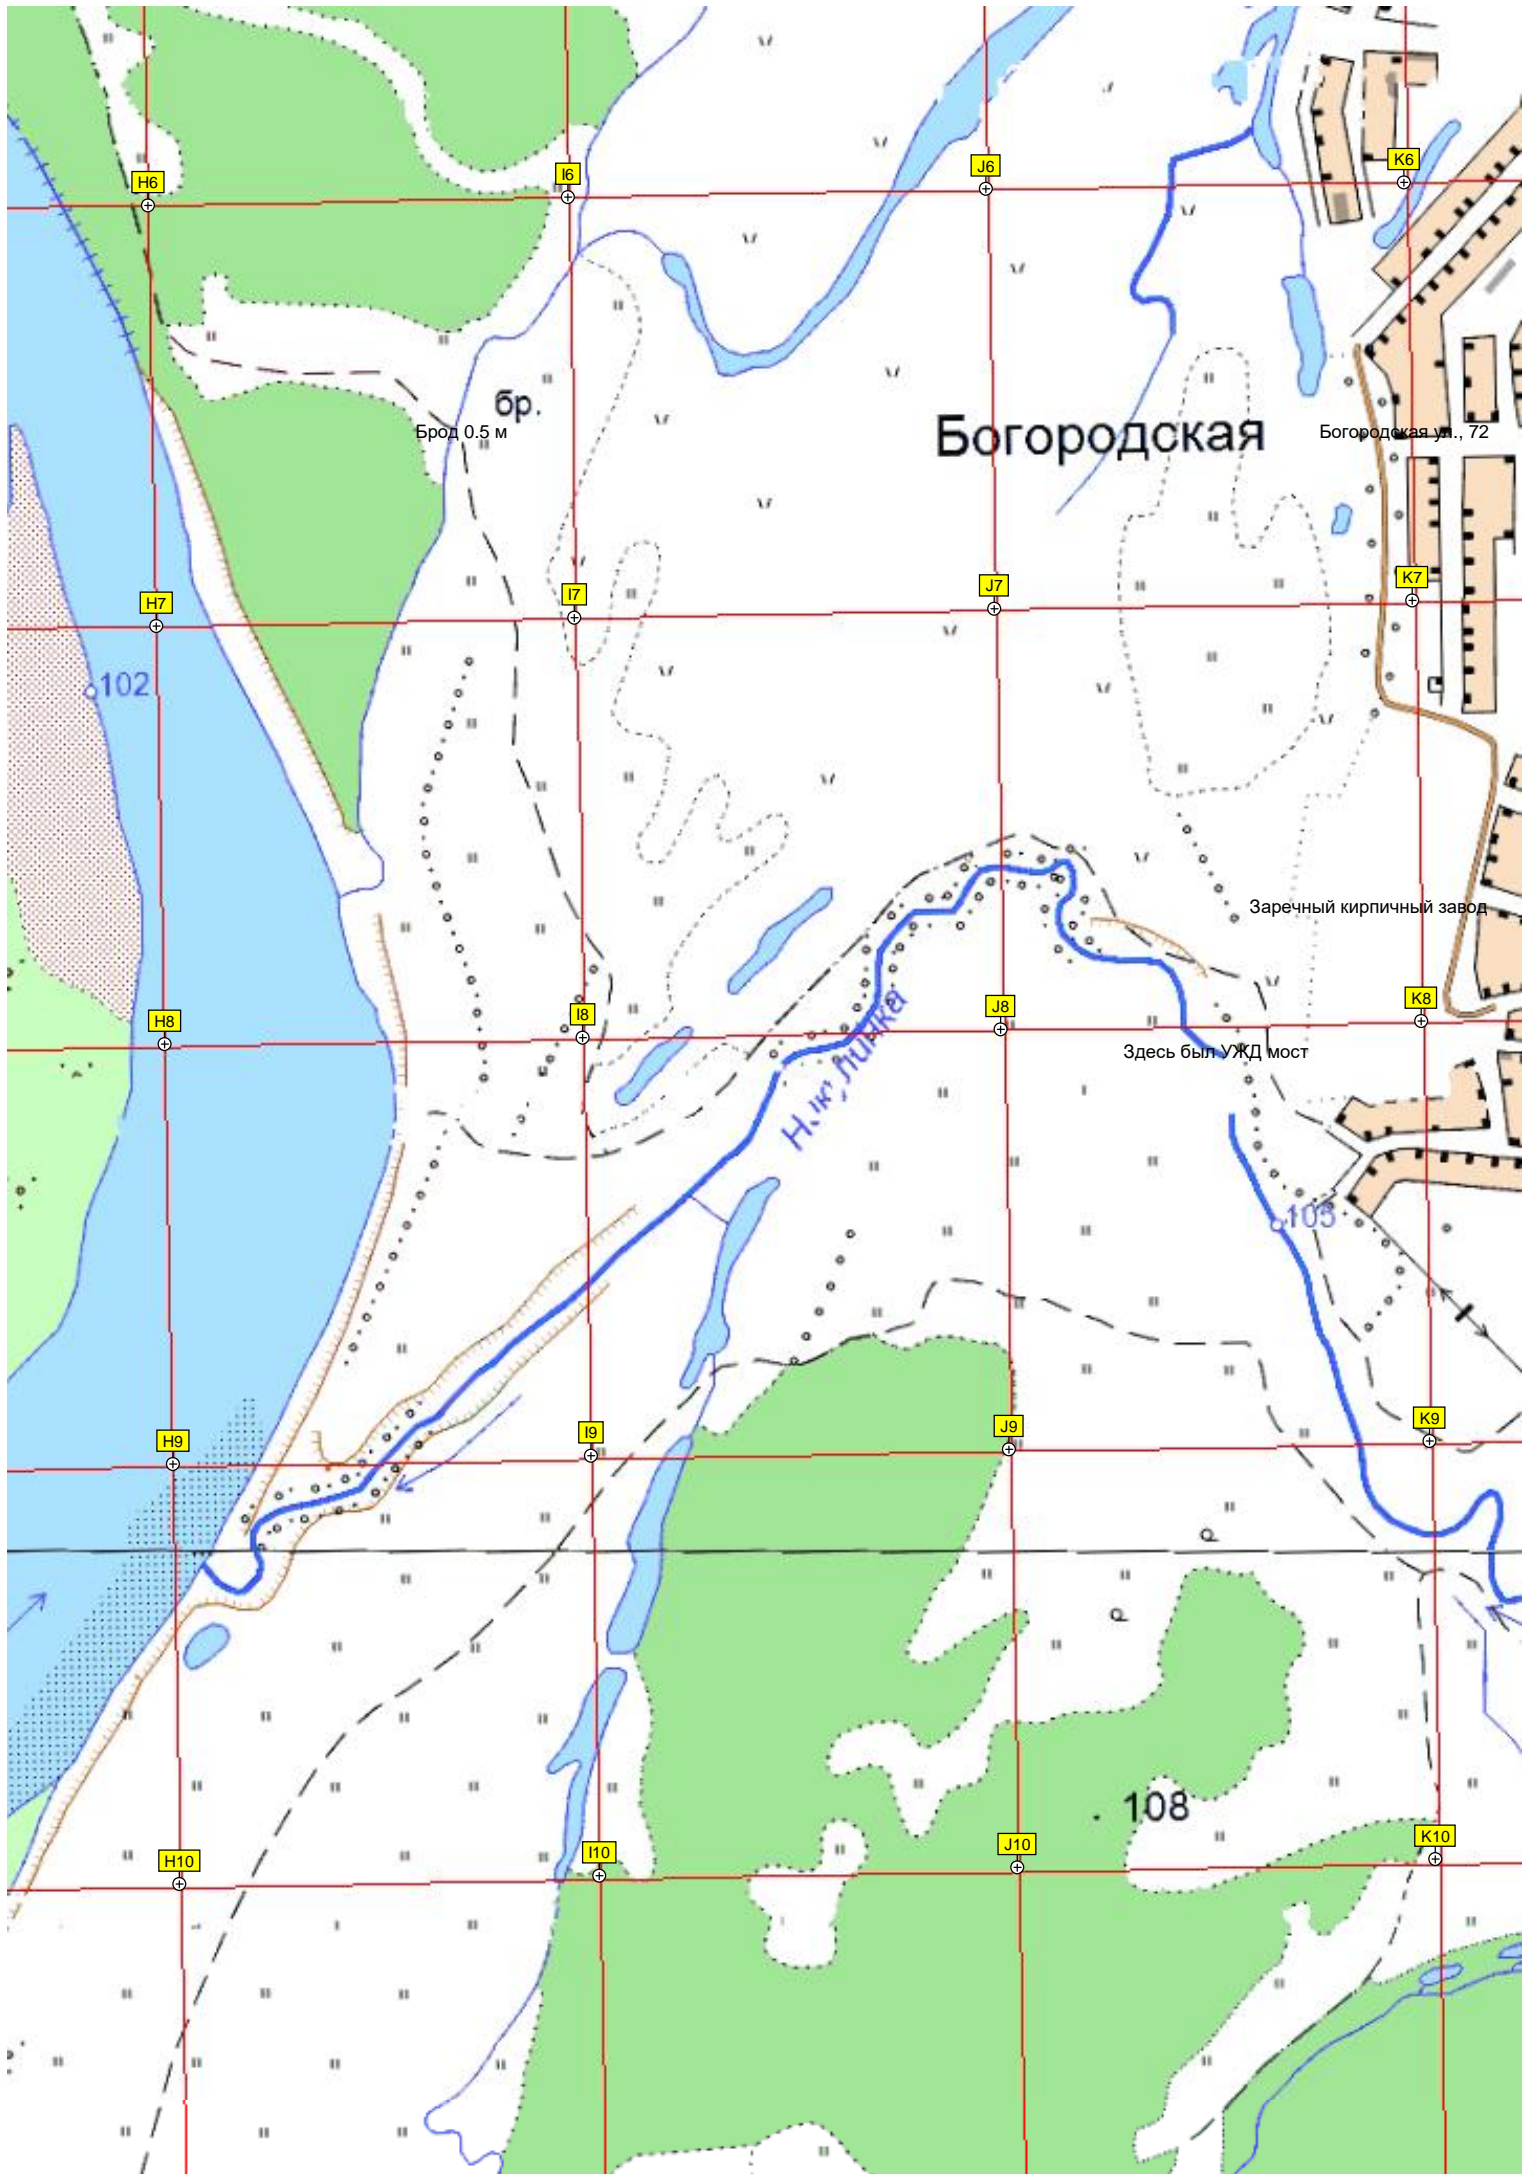 H6
I6
J6
K6
бр.
Брод 0.5 м
Богородская
Богородская ул., 72
H7
I7
J7
K7
102
Заречный кирпичный завод
H8
I8
J8
K8
Здесь был УЖД мост
105
H9
I9
J9
K9
108
H10
I10
J10
K10